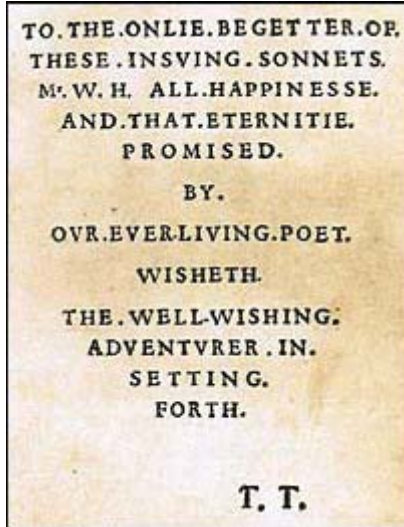 TO.THE.ONLIE.BEGETTER.OF.
THESE.INSVING.SONNETS.
Mr.W.H. ALL.HAPPINESSE.
AND.THAT.ETERNITIE.
PROMISED.
BY.
OVR.EVER-LIVING.POET.
WISHETH.
THE.WELL-WISHING.
ADVENTVRER.IN.
SETTING.
FORTH.
T. T.